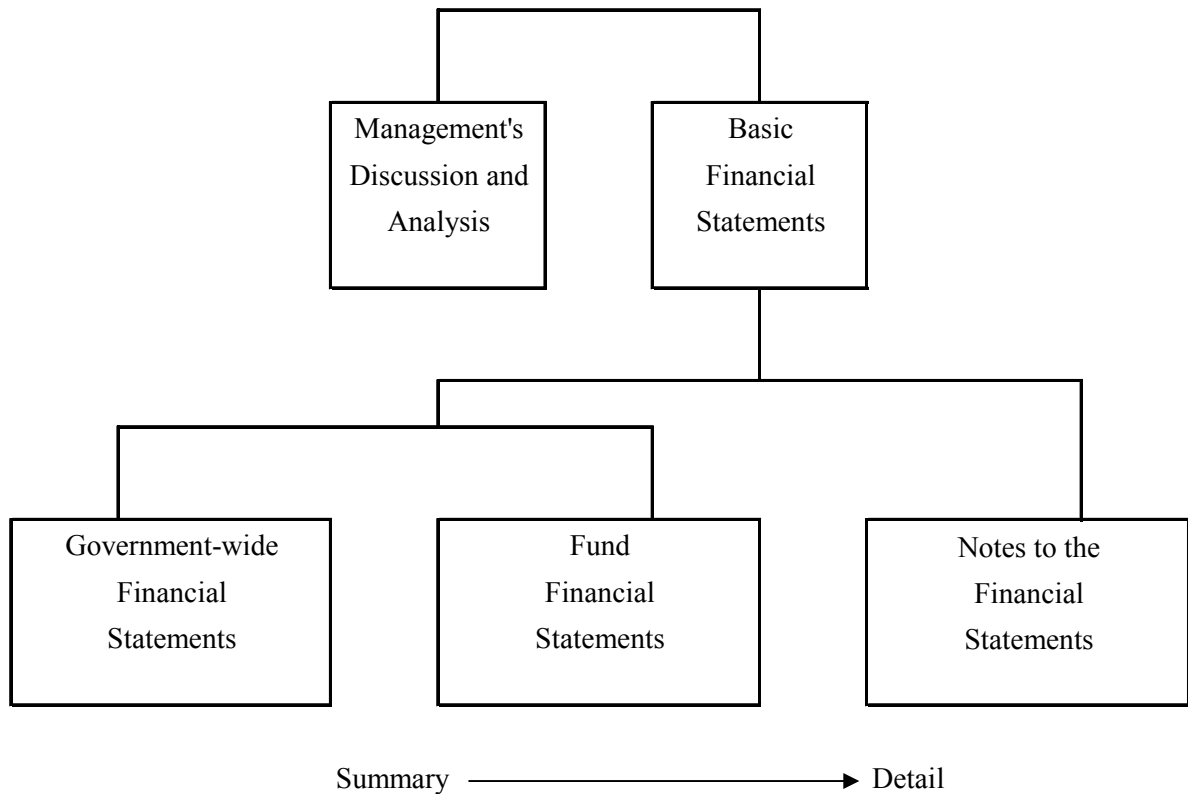 Management's
Discussion and
Analysis
Basic
Financial
Statements
Government-wide
Financial
Statements
Fund
Financial
Statements
Notes to the
Financial
Statements
Summary
Detail